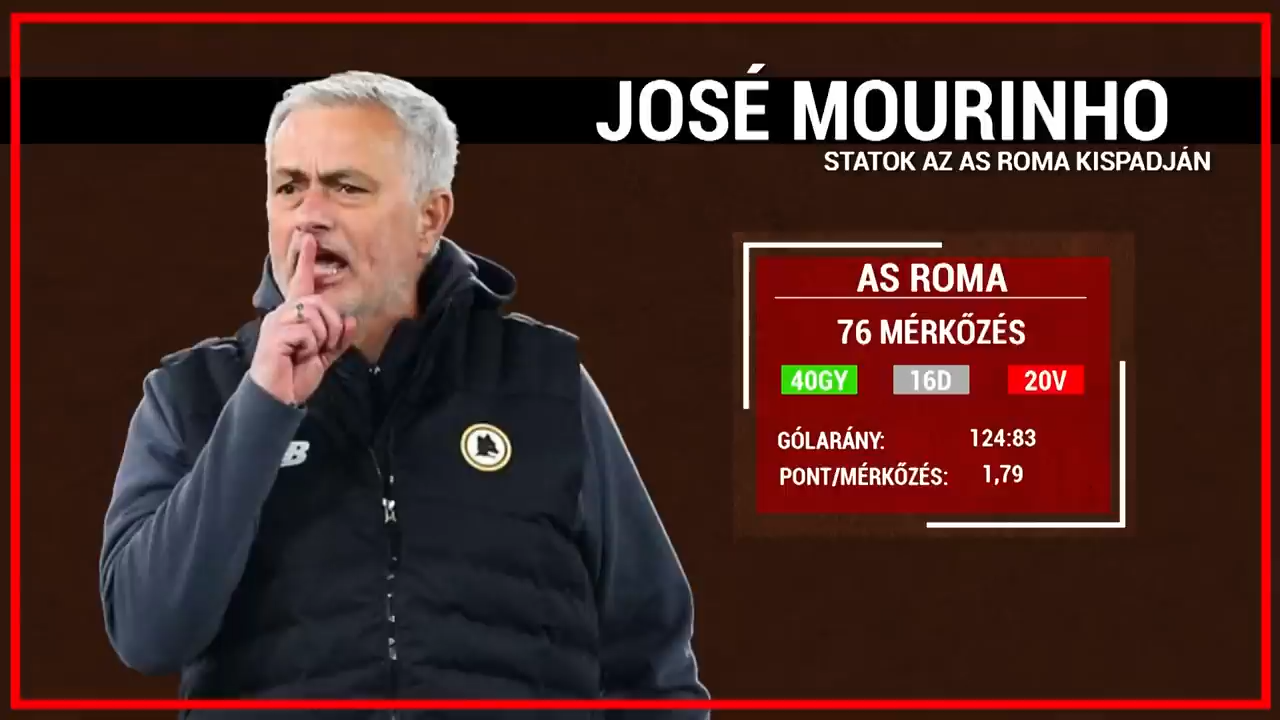 JOSÉ MOURINHO
STATOK AZ AS ROMA KISPADJÁN
AS ROMA
76 MÉRKŐZÉS
40GY 16D 20V
GÓLARÁNY: 124:83
PONT/MÉRKŐZÉS: 1,79